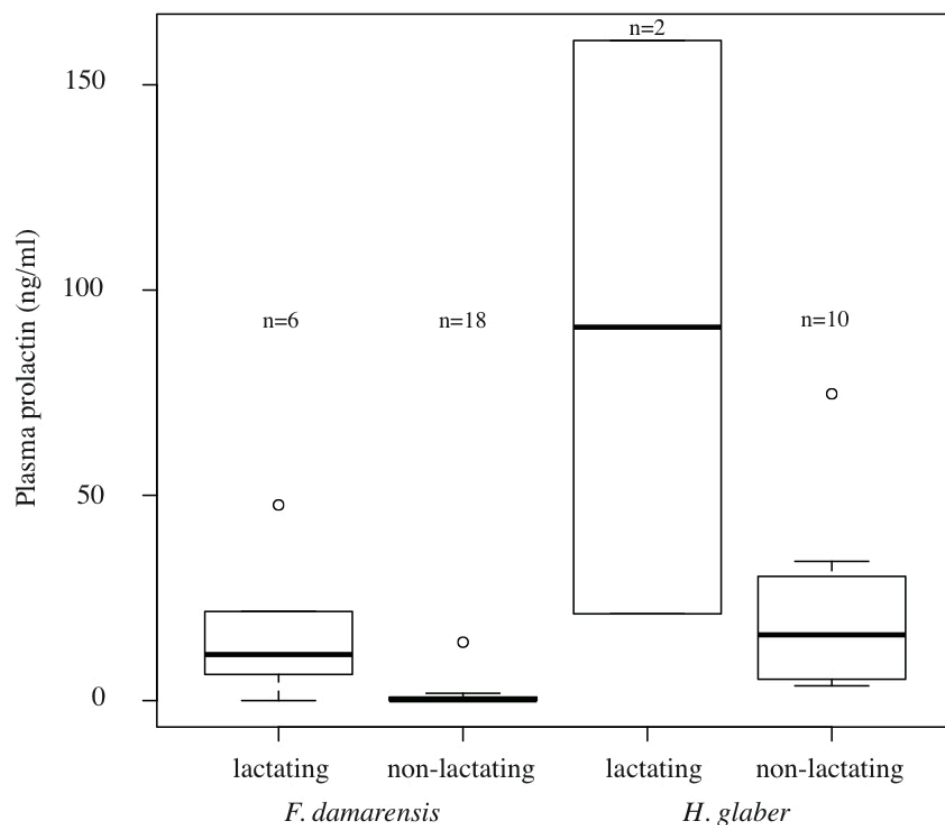 Plasma prolactin (ng/ml)
150
100
50
0
n=6
n=18
n=2
n=10
lactating non-lactating lactating non-lactating
F. damarensis H. glaber